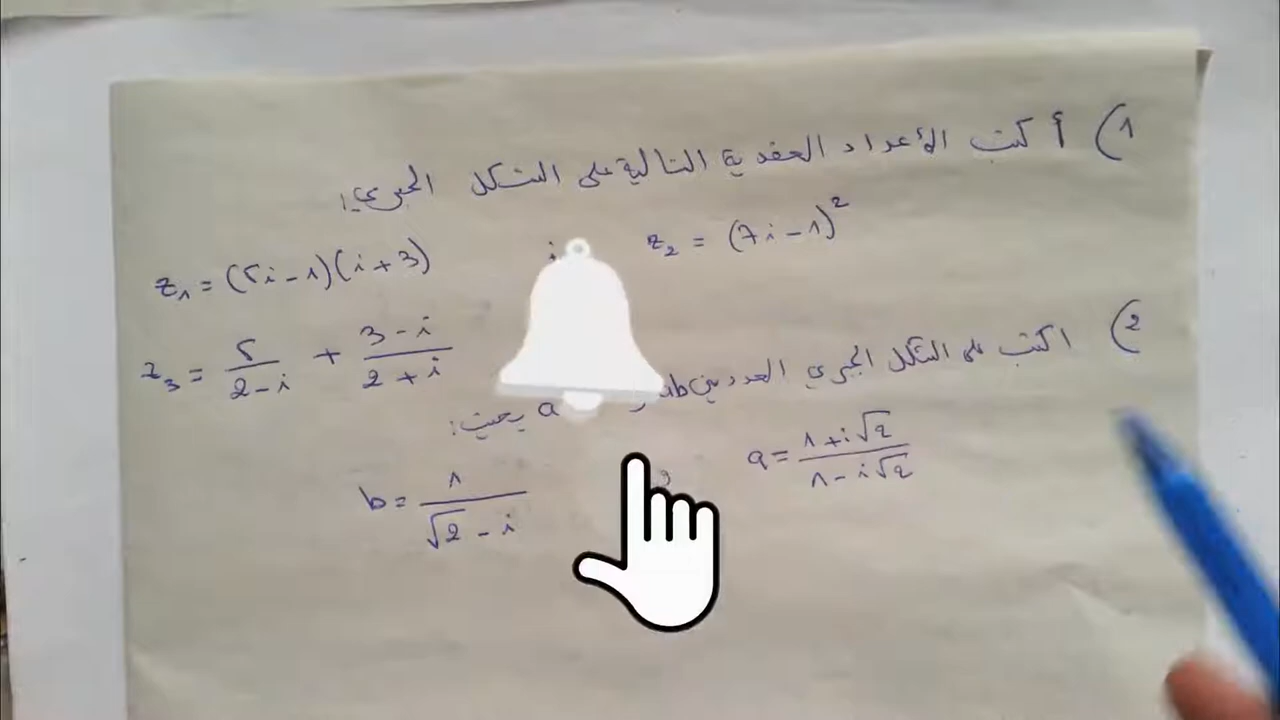 1) أكتب الأعداد العقدية التالية على الشكل الجبري:
z₁ = (5i - 1)(i + 3) ; z₂ = (7i - 1)²
z₃ = 5/(2 - i) + (3 - i)/(2 + i)
2) اكتب على الشكل الجبري العددين a بحيث:
a = (1 + i√2)/(1 - i√2) و b = 1/(√2 - i)